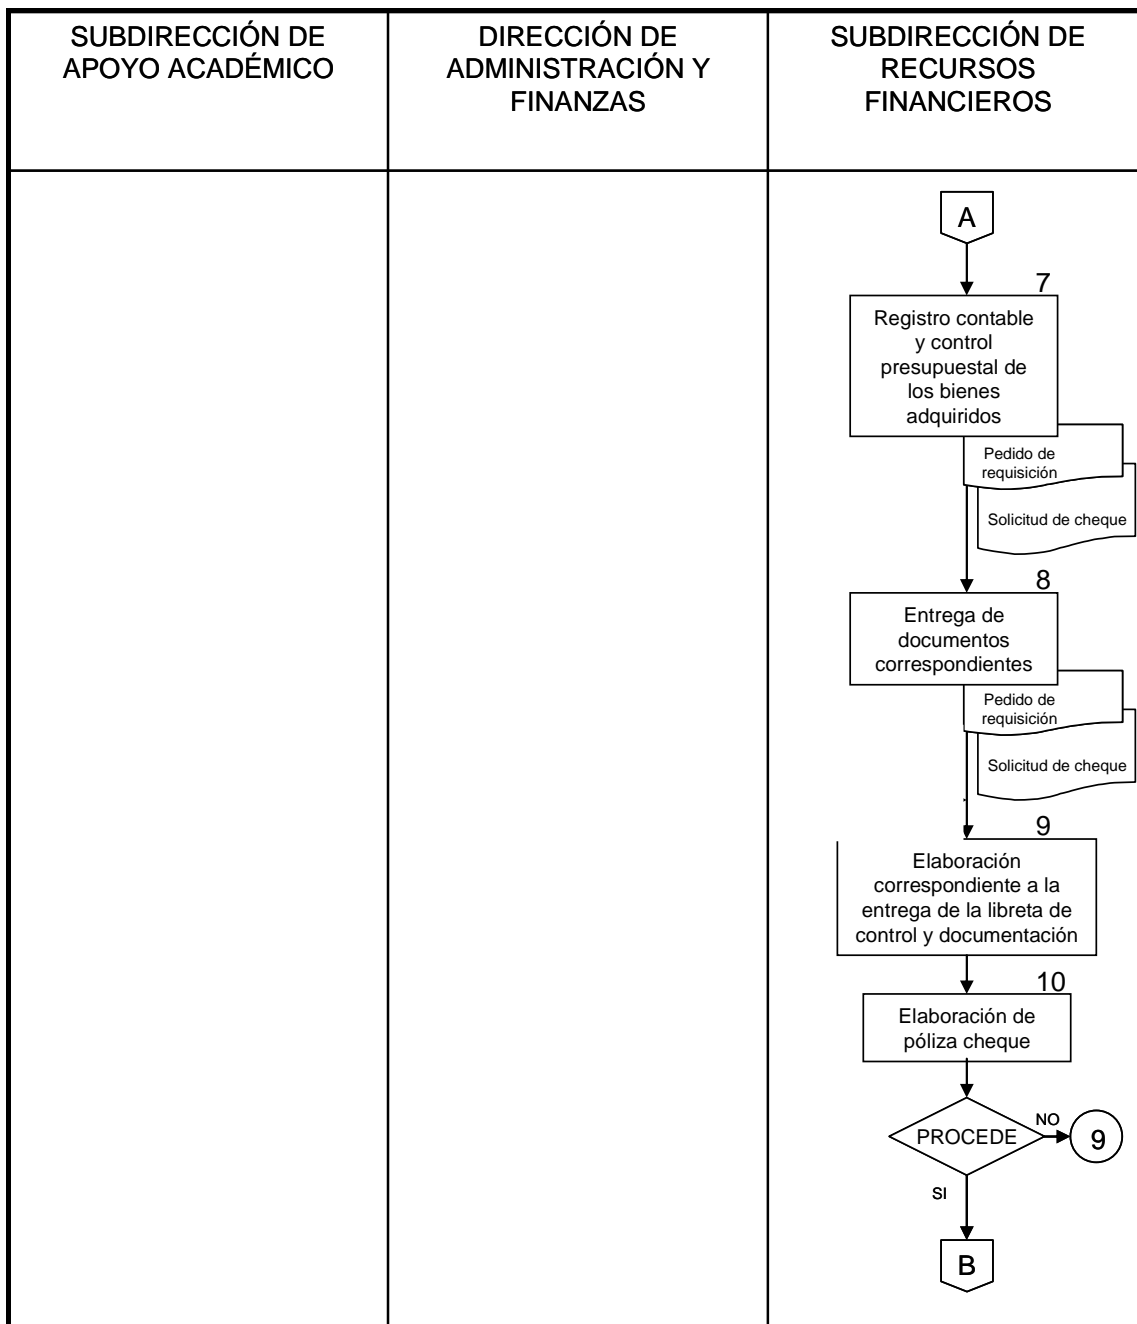 SUBDIRECCIÓN DE
APOYO ACADÉMICO
DIRECCIÓN DE
ADMINISTRACIÓN Y
FINANZAS
SUBDIRECCIÓN DE
RECURSOS
FINANCIEROS
A
7
Registro contable
y control
presupuestal de
los bienes
adquiridos
Pedido de
requisición
Solicitud de cheque
8
Entrega de
documentos
correspondientes
Pedido de
requisición
Solicitud de cheque
9
Elaboración
correspondiente a la
entrega de la libreta de
control y documentación
10
Elaboración de
póliza cheque
PROCEDE
NO
9
SI
B